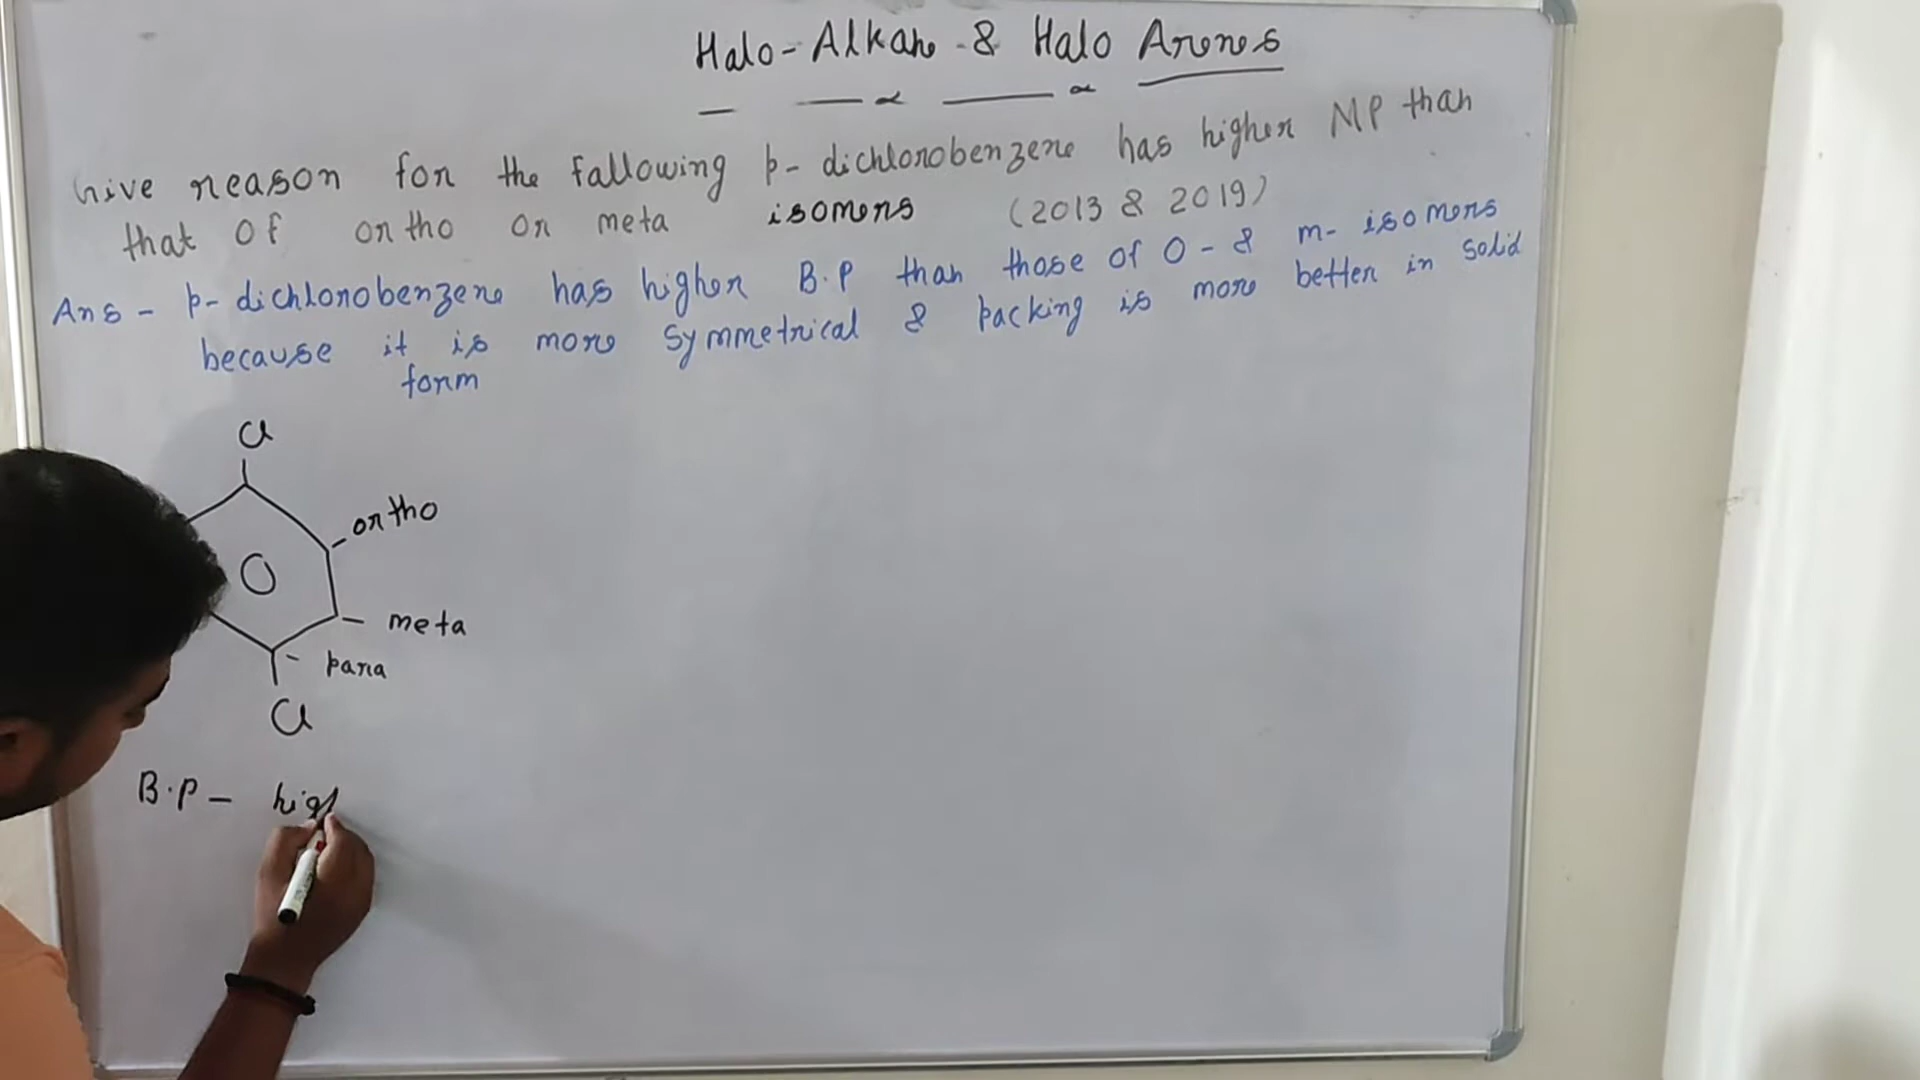 Halo-Alkane & Halo Arenes
Give reason for the fallowing p-dichlorobenzene has higher MP than
that of ortho or meta isomers (2013 & 2019)
Ans - p-dichlorobenzene has higher B.P than those of O- & m- isomers
because it is more symmetrical & packing is more better in solid
form
Cl
ortho
meta
para
Cl
B.P - high